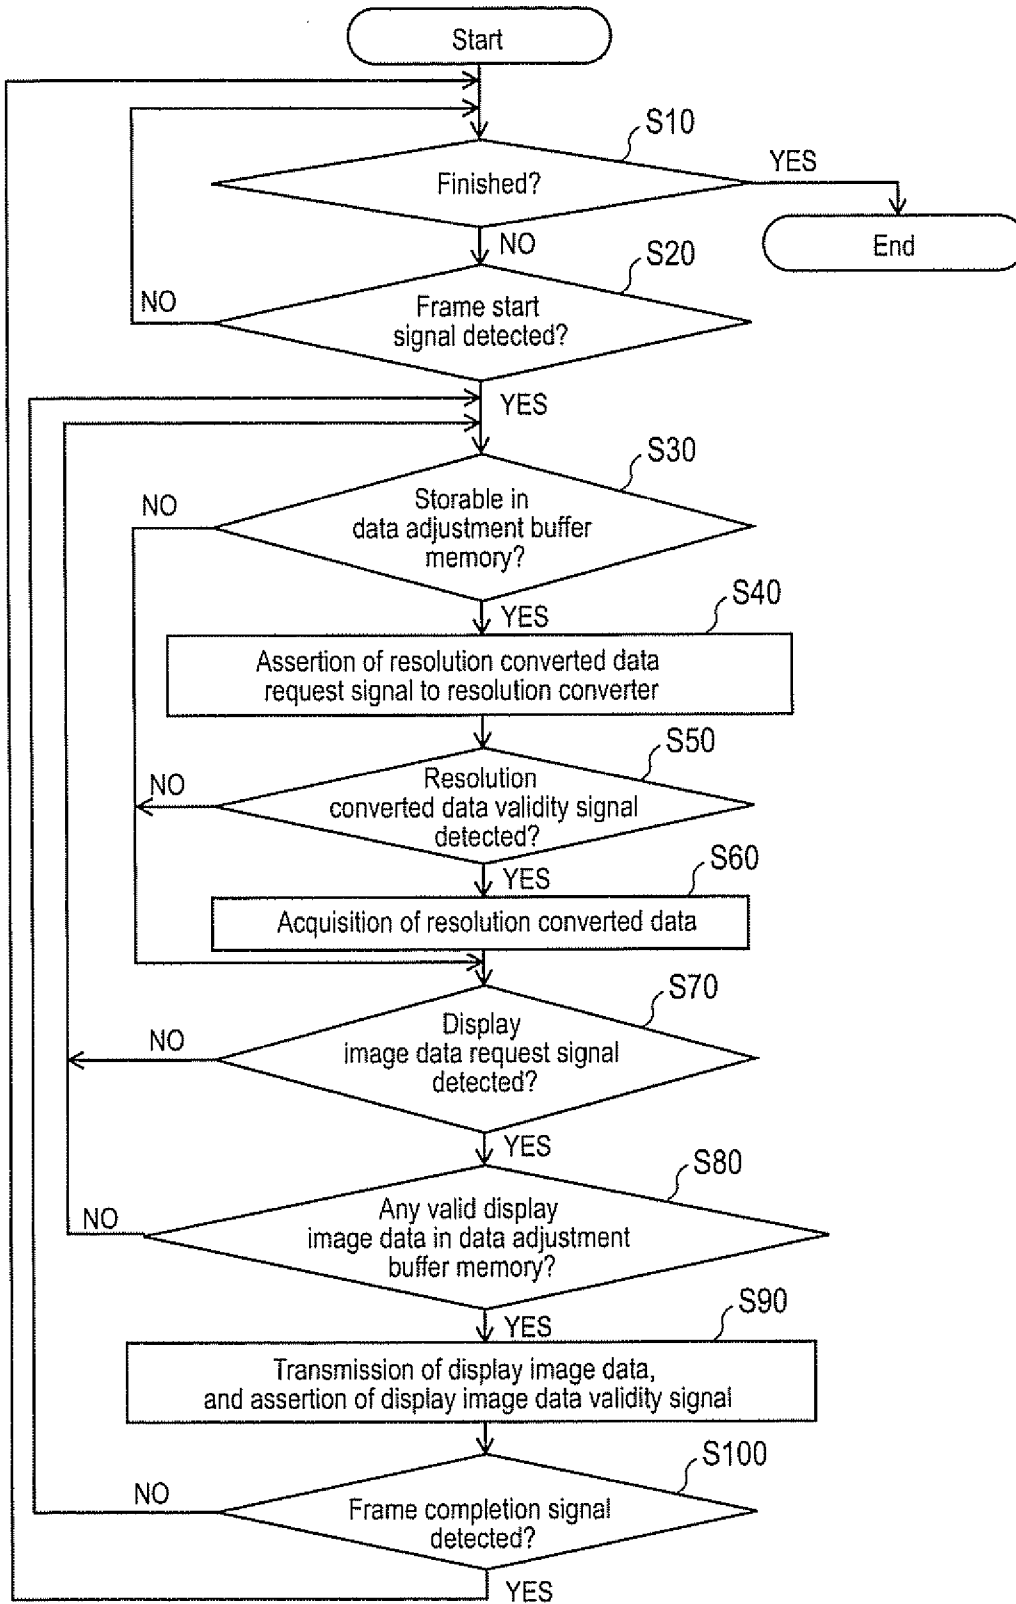 Start
S10
Finished?
YES
End
NO
S20
Frame start
signal detected?
NO
YES
S30
Storable in
data adjustment buffer
memory?
NO
YES
S40
Assertion of resolution converted data
request signal to resolution converter
S50
Resolution
converted data validity signal
detected?
NO
YES
S60
Acquisition of resolution converted data
S70
Display
image data request signal
detected?
NO
YES
S80
Any valid display
image data in data adjustment
buffer memory?
NO
YES
S90
Transmission of display image data,
and assertion of display image data validity signal
S100
Frame completion signal
detected?
NO
YES